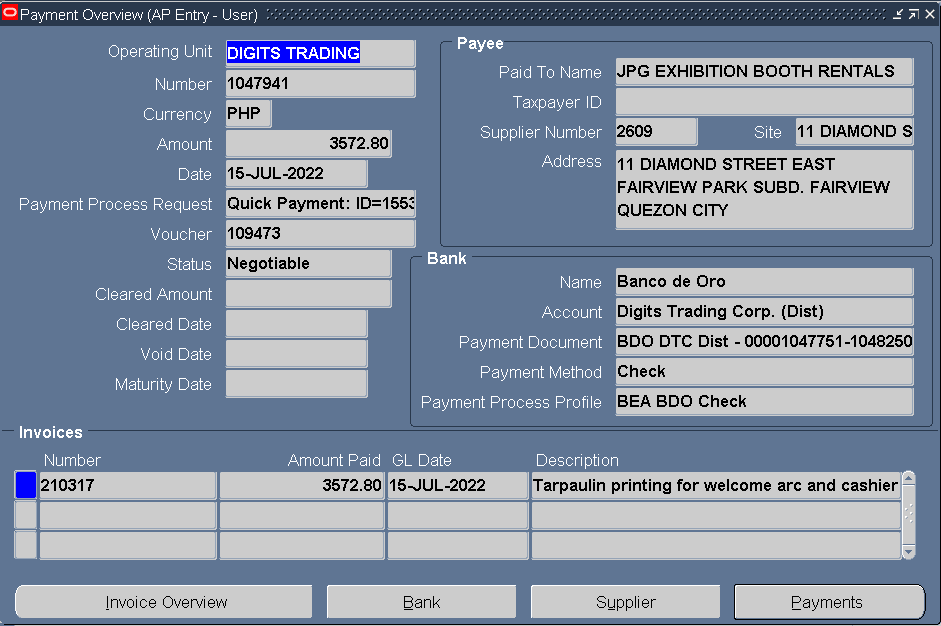 Payment Overview (AP Entry - User)
Operating Unit DIGITS TRADING
Number 1047941
Currency PHP
Amount 3572.80
Date 15-JUL-2022
Payment Process Request Quick Payment: ID=1553
Voucher 109473
Status Negotiable
Cleared Amount
Cleared Date
Void Date
Maturity Date
Payee
Paid To Name JPG EXHIBITION BOOTH RENTALS
Taxpayer ID
Supplier Number 2609 Site 11 DIAMOND S
Address 11 DIAMOND STREET EAST
FAIRVIEW PARK SUBD. FAIRVIEW
QUEZON CITY
Bank
Name Banco de Oro
Account Digits Trading Corp. (Dist)
Payment Document BDO DTC Dist - 00001047751-1048250
Payment Method Check
Payment Process Profile BEA BDO Check
Invoices
Number Amount Paid GL Date Description
210317 3572.80 15-JUL-2022 Tarpaulin printing for welcome arc and cashier
Invoice Overview Bank Supplier Payments